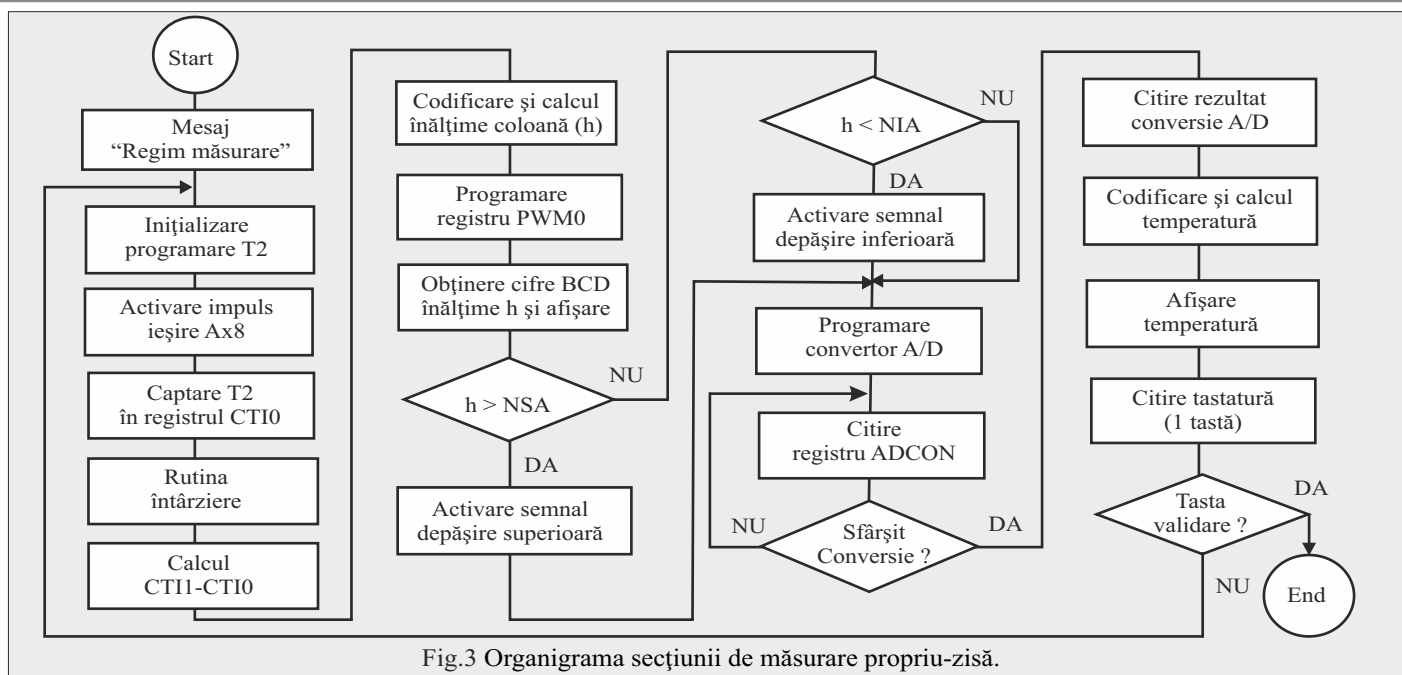 Start
Mesaj
“Regim măsurare”
Iniţializare
programare T2
Activare impuls
ieşire Ax8
Captare T2
în registrul CTI0
Rutina
întârziere
Calcul
CTI1-CTI0
Codificare şi calcul
înălţime coloană (h)
Programare
registru PWM0
Obţinere cifre BCD
înălţime h şi afişare
h > NSA
NU
DA
Activare semnal
depăşire superioară
h < NIA
NU
DA
Activare semnal
depăşire inferioară
Programare
convertor A/D
Citire
registru ADCON
Sfârşit
Conversie ?
NU
DA
Citire rezultat
conversie A/D
Codificare şi calcul
temperatură
Afişare
temperatură
Citire tastatură
(1 tastă)
Tasta
validare ?
DA
NU
End
Fig.3 Organigrama secţiunii de măsurare propriu-zisă.